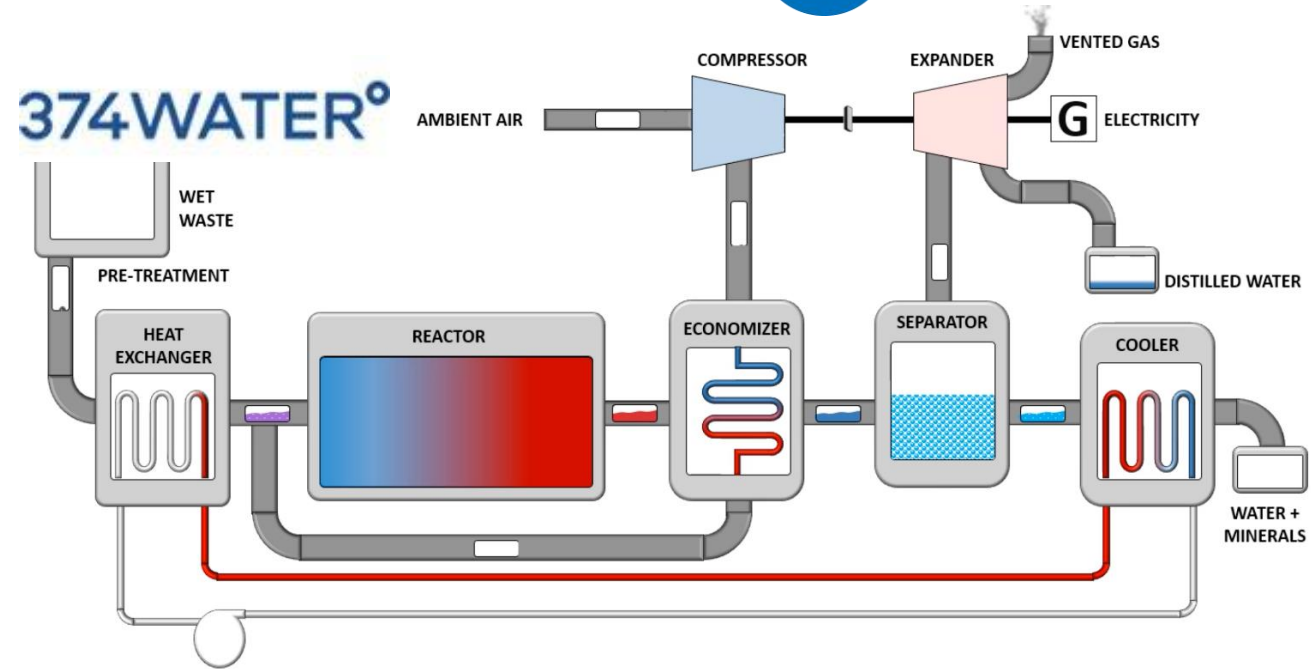 374WATER°
COMPRESSOR
EXPANDER
VENTED GAS
AMBIENT AIR
G
ELECTRICITY
WET
WASTE
PRE-TREATMENT
DISTILLED WATER
HEAT
EXCHANGER
REACTOR
ECONOMIZER
SEPARATOR
COOLER
WATER +
MINERALS